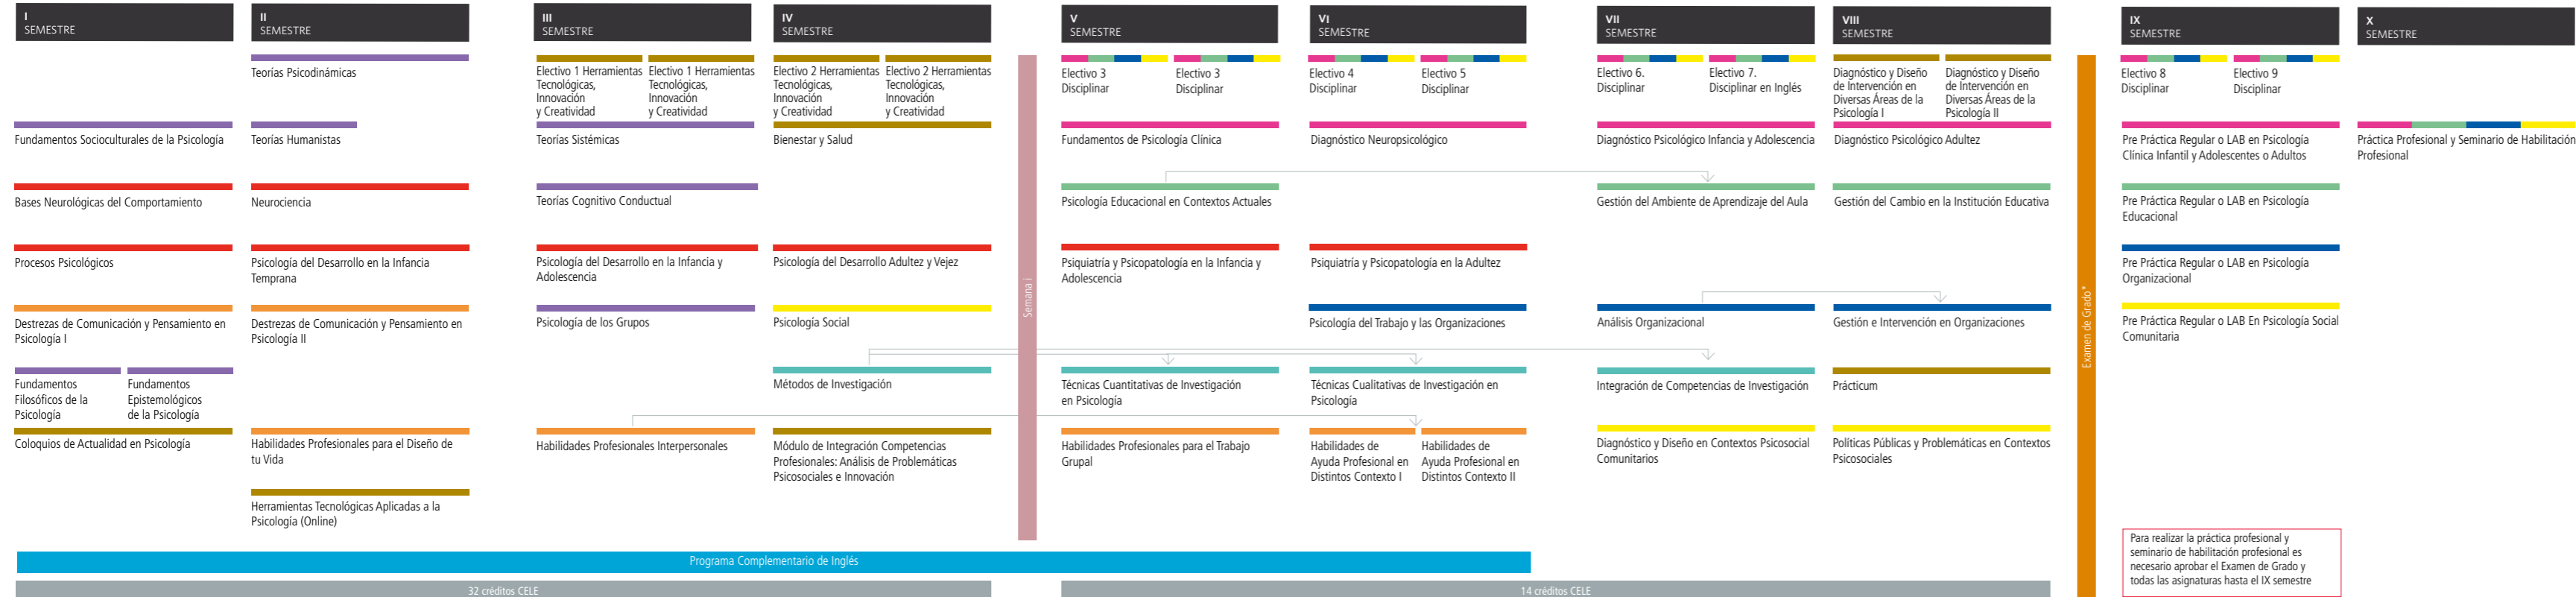 I
SEMESTRE
Fundamentos Socioculturales de la Psicología
Bases Neurológicas del Comportamiento
Procesos Psicológicos
Destrezas de Comunicación y Pensamiento en
Psicología I
Fundamentos
Filosóficos de la
Psicología
Fundamentos
Epistemológicos
de la Psicología
Coloquios de Actualidad en Psicología
II
SEMESTRE
Teorías Psicodinámicas
Teorías Humanistas
Neurociencia
Psicología del Desarrollo en la Infancia
Temprana
Destrezas de Comunicación y Pensamiento en
Psicología II
Habilidades Profesionales para el Diseño de
tu Vida
Herramientas Tecnológicas Aplicadas a la
Psicología (Online)
III
SEMESTRE
Electivo 1 Herramientas
Tecnológicas,
Innovación
y Creatividad
Electivo 1 Herramientas
Tecnológicas,
Innovación
y Creatividad
Teorías Sistémicas
Teorías Cognitivo Conductual
Psicología del Desarrollo en la Infancia y
Adolescencia
Psicología de los Grupos
Habilidades Profesionales Interpersonales
IV
SEMESTRE
Electivo 2 Herramientas
Tecnológicas,
Innovación
y Creatividad
Electivo 2 Herramientas
Tecnológicas,
Innovación
y Creatividad
Bienestar y Salud
Psicología del Desarrollo Adultez y Vejez
Psicología Social
Métodos de Investigación
Módulo de Integración Competencias
Profesionales: Análisis de Problemáticas
Psicosociales e Innovación
Semana i
V
SEMESTRE
Electivo 3
Disciplinar
Electivo 3
Disciplinar
Fundamentos de Psicología Clínica
Psicología Educacional en Contextos Actuales
Psiquiatría y Psicopatología en la Infancia y
Adolescencia
Técnicas Cuantitativas de Investigación
en Psicología
Habilidades Profesionales para el Trabajo
Grupal
VI
SEMESTRE
Electivo 4
Disciplinar
Electivo 5
Disciplinar
Diagnóstico Neuropsicológico
Psiquiatría y Psicopatología en la Adultez
Psicología del Trabajo y las Organizaciones
Técnicas Cualitativas de Investigación en
Psicología
Habilidades de
Ayuda Profesional en
Distintos Contexto I
Habilidades de
Ayuda Profesional en
Distintos Contexto II
VII
SEMESTRE
Electivo 6.
Disciplinar
Electivo 7.
Disciplinar en Inglés
Diagnóstico Psicológico Infancia y Adolescencia
Gestión del Ambiente de Aprendizaje del Aula
Análisis Organizacional
Integración de Competencias de Investigación
Diagnóstico y Diseño en Contextos Psicosocial
Comunitarios
VIII
SEMESTRE
Diagnóstico y Diseño
de Intervención en
Diversas Áreas de la
Psicología I
Diagnóstico y Diseño
de Intervención en
Diversas Áreas de la
Psicología II
Diagnóstico Psicológico Adultez
Gestión del Cambio en la Institución Educativa
Gestión e Intervención en Organizaciones
Prácticum
Políticas Públicas y Problemáticas en Contextos
Psicosociales
Examen de Grado*
IX
SEMESTRE
Electivo 8
Disciplinar
Electivo 9
Disciplinar
Pre Práctica Regular o LAB en Psicología
Clínica Infantil y Adolescentes o Adultos
Pre Práctica Regular o LAB en Psicología
Educacional
Pre Práctica Regular o LAB en Psicología
Organizacional
Pre Práctica Regular o LAB En Psicología Social
Comunitaria
X
SEMESTRE
Práctica Profesional y Seminario de Habilitación
Profesional
Para realizar la práctica profesional y
seminario de habilitación profesional es
necesario aprobar el Examen de Grado y
todas las asignaturas hasta el IX semestre
Programa Complementario de Inglés
32 créditos CELE
14 créditos CELE